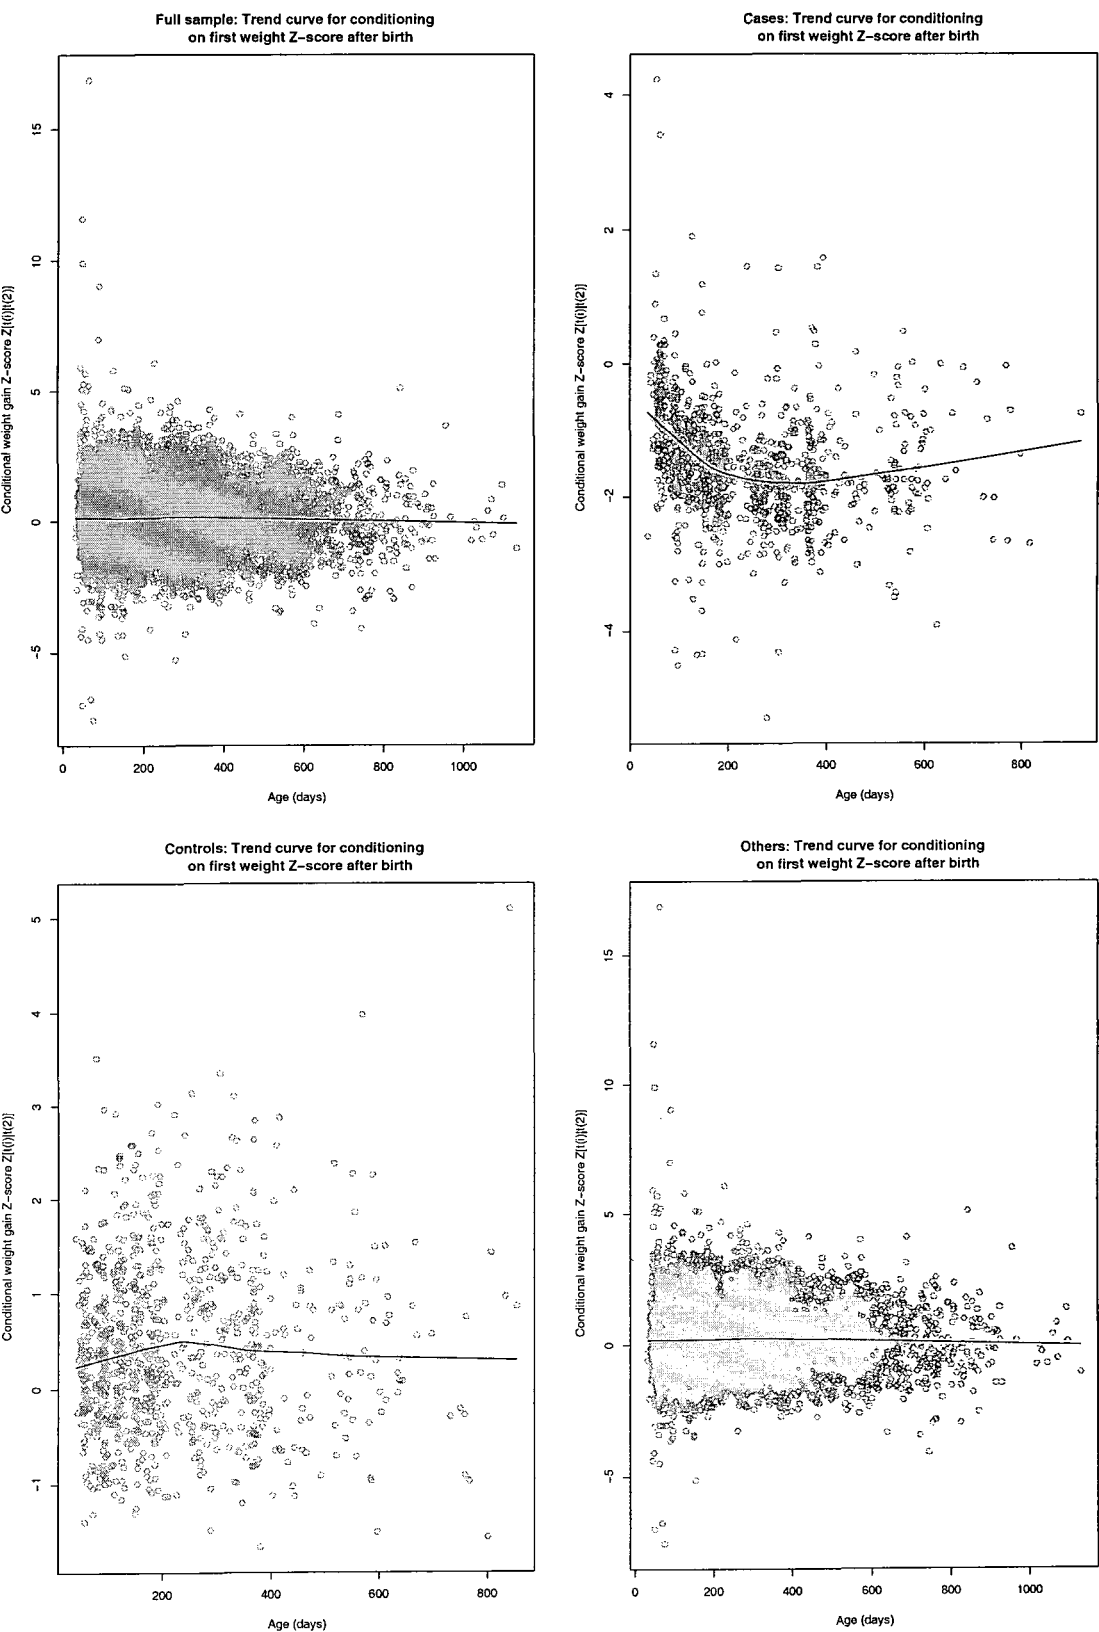 Full sample: Trend curve for conditioning
on first weight Z−score after birth
Conditional weight gain Z−score Z[t(i)|t(2)]
15
10
5
0
−5
0 200 400 600 800 1000
Age (days)
Cases: Trend curve for conditioning
on first weight Z−score after birth
Conditional weight gain Z−score Z[t(i)|t(2)]
4
2
0
−2
−4
0 200 400 600 800
Age (days)
Controls: Trend curve for conditioning
on first weight Z−score after birth
Conditional weight gain Z−score Z[t(i)|t(2)]
5
4
3
2
1
0
−1
200 400 600 800
Age (days)
Others: Trend curve for conditioning
on first weight Z−score after birth
Conditional weight gain Z−score Z[t(i)|t(2)]
15
10
5
0
−5
0 200 400 600 800 1000
Age (days)